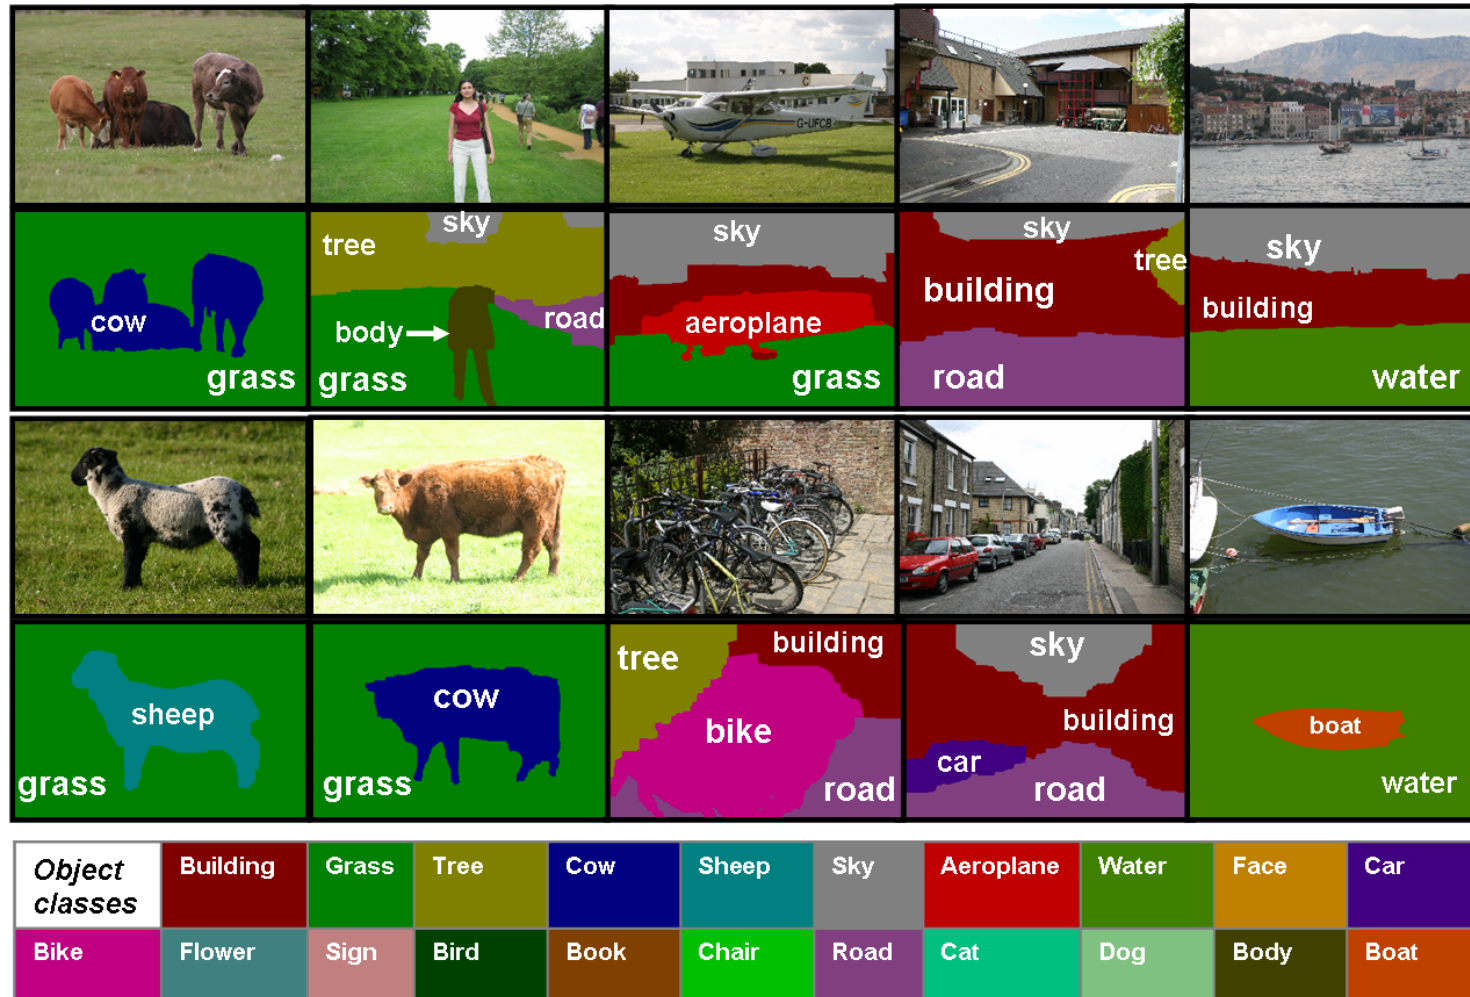 G-UFCB
cow
grass
sky
tree
body
road
grass
sky
aeroplane
grass
sky
tree
building
road
sky
building
water
sheep
grass
cow
grass
tree
building
bike
road
sky
building
car
road
boat
water
Object classes
Building
Grass
Tree
Cow
Sheep
Sky
Aeroplane
Water
Face
Car
Bike
Flower
Sign
Bird
Book
Chair
Road
Cat
Dog
Body
Boat